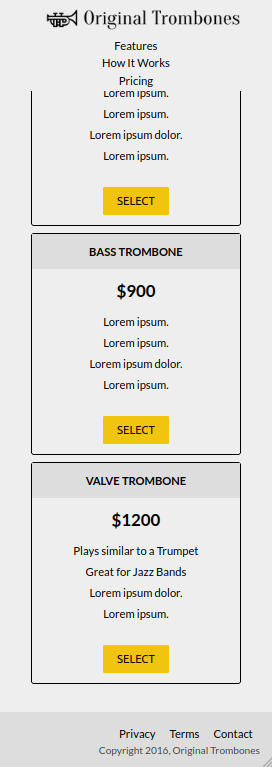 Original Trombones
Features
How It Works
Pricing
Lorem ipsum.
Lorem ipsum.
Lorem ipsum dolor.
Lorem ipsum.
SELECT
BASS TROMBONE
$900
Lorem ipsum.
Lorem ipsum.
Lorem ipsum dolor.
Lorem ipsum.
SELECT
VALVE TROMBONE
$1200
Plays similar to a Trumpet
Great for Jazz Bands
Lorem ipsum dolor.
Lorem ipsum.
SELECT
Privacy Terms Contact
Copyright 2016, Original Trombones